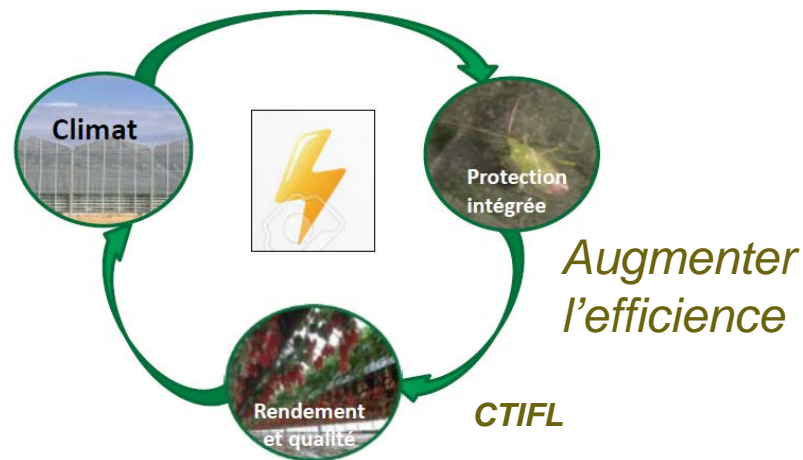 Climat
Protection
intégrée
Augmenter
l'efficience
Rendement
et qualité
CTIFL